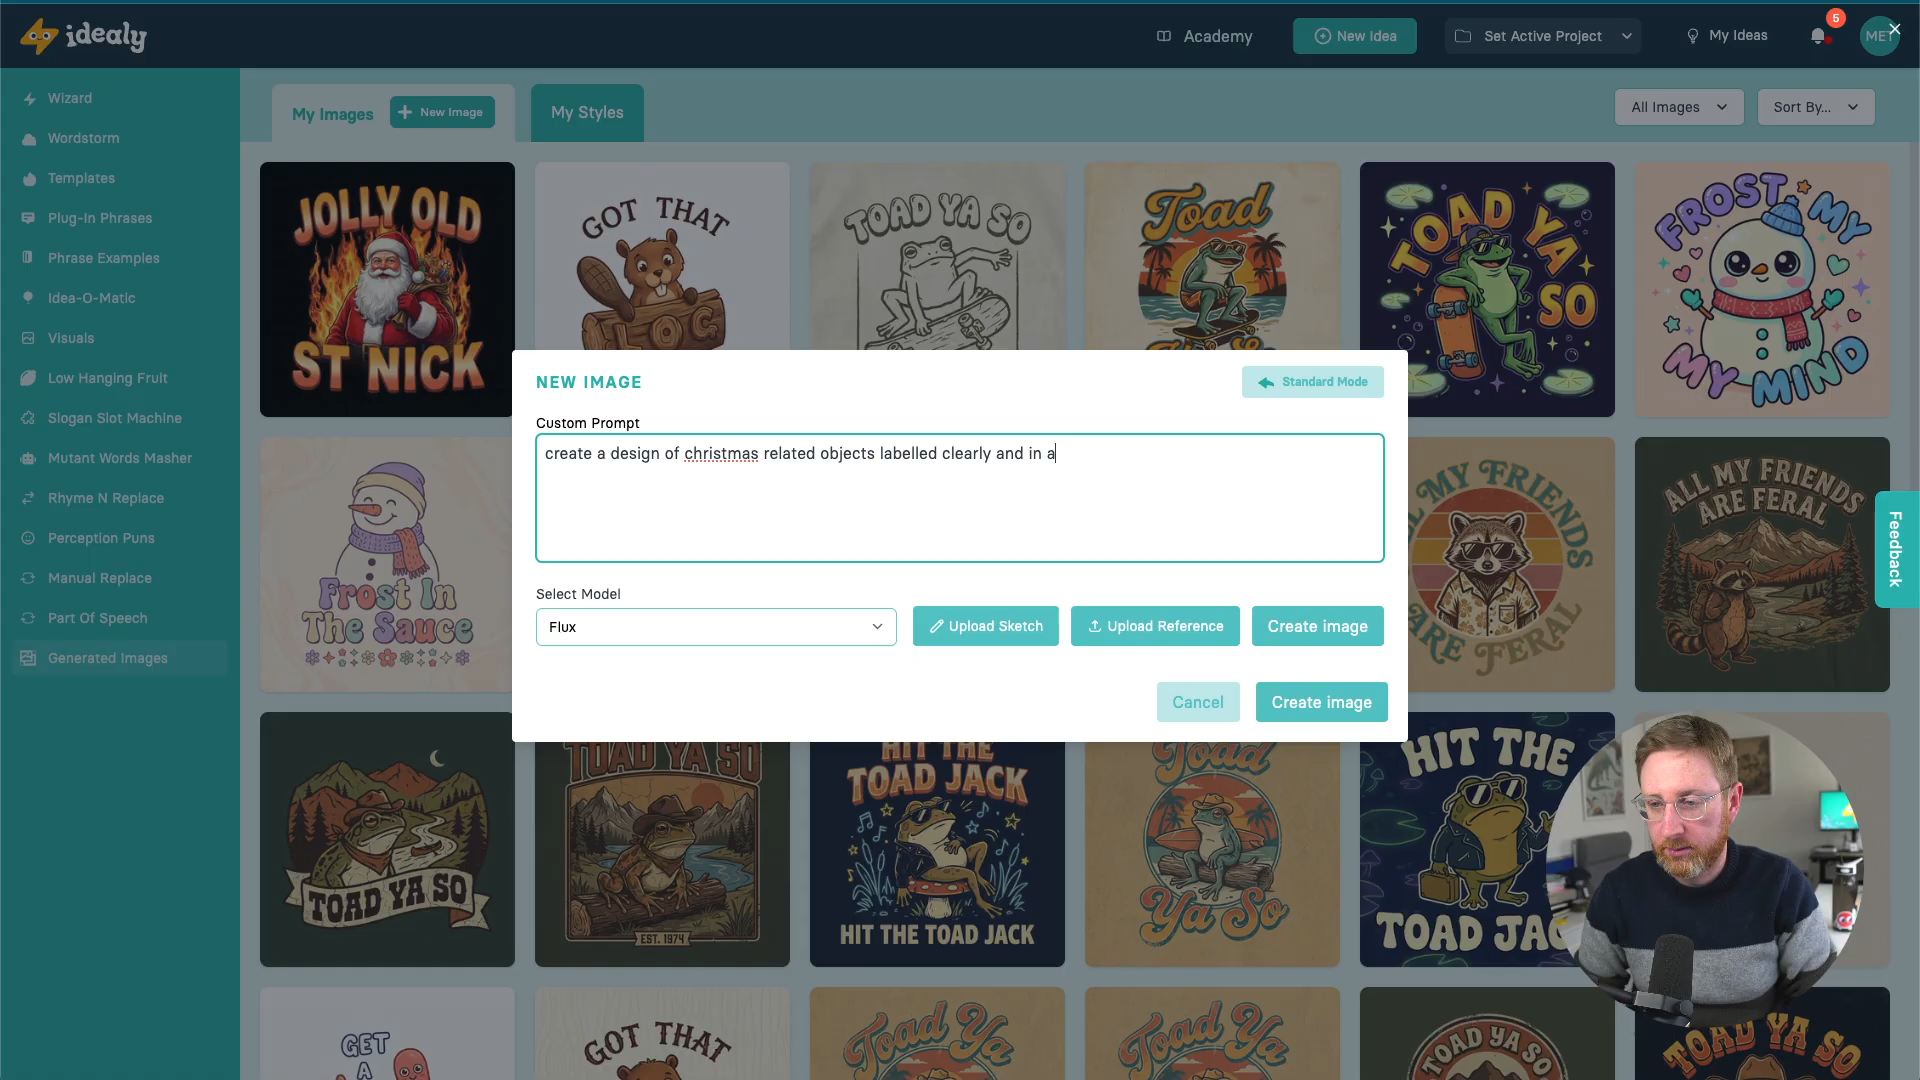 idealy
Academy
New Idea
Set Active Project
My Ideas
5
MET
Wizard
Wordstorm
Templates
Plug-In Phrases
Phrase Examples
Idea-O-Matic
Visuals
Low Hanging Fruit
Slogan Slot Machine
Mutant Words Masher
Rhyme N Replace
Perception Puns
Manual Replace
Part Of Speech
Generated Images
My Images
New Image
My Styles
All Images
Sort By...
JOLLY OLD
ST NICK
GOT THAT
LOG
TOAD YA SO
Toad
TOAD YA
SO
FROST MY
MY MIND
NEW IMAGE
Standard Mode
Custom Prompt
create a design of christmas related objects labelled clearly and in a
Select Model
Flux
Upload Sketch
Upload Reference
Create image
Cancel
Create image
Frost In
The Sauce
MY FRIENDS
ARE FERAL
ALL MY FRIENDS
ARE FERAL
Feedback
TOAD YA SO
TOAD YA SO
EST. 1974
HIT THE
TOAD JACK
HIT THE TOAD JACK
Toad
Ya So
HIT THE
TOAD JAC
GET
A
GOT THAT
Toad Ya
Toad Ya
TOAD YA SO
TOAD YA SO